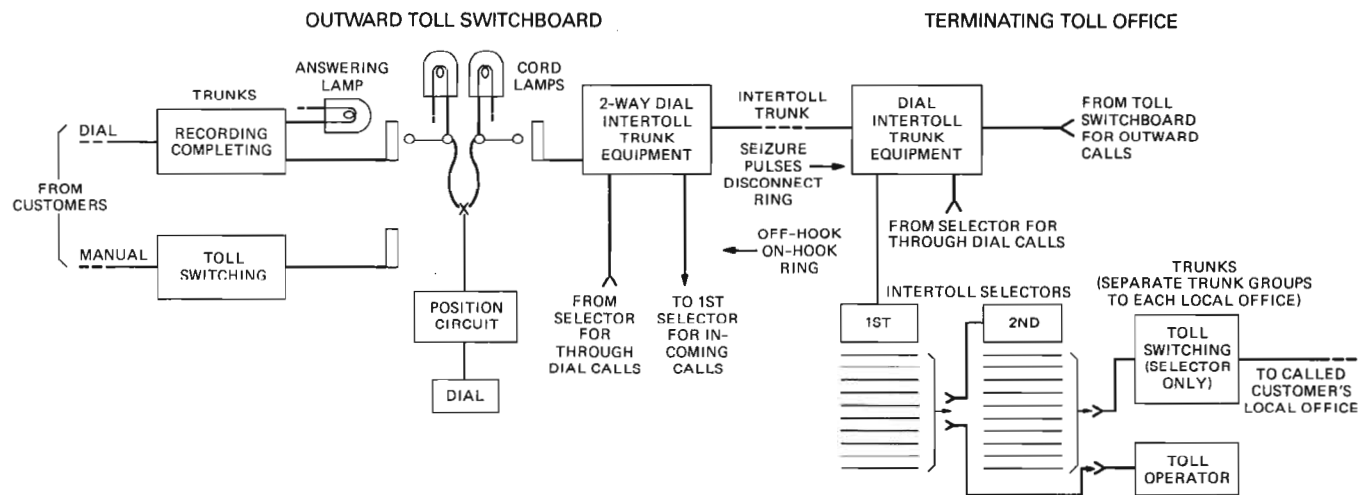 OUTWARD TOLL SWITCHBOARD
TERMINATING TOLL OFFICE
ANSWERING
LAMP
CORD
LAMPS
TRUNKS
DIAL
RECORDING
COMPLETING
FROM
CUSTOMERS
MANUAL
TOLL
SWITCHING
POSITION
CIRCUIT
DIAL
2-WAY DIAL
INTERTOLL
TRUNK
EQUIPMENT
FROM
SELECTOR
FOR
THROUGH
DIAL CALLS
TO 1ST
SELECTOR
FOR IN-
COMING
CALLS
INTERTOLL
TRUNK
SEIZURE
PULSES
DISCONNECT
RING
OFF-HOOK
ON-HOOK
RING
DIAL
INTERTOLL
TRUNK
EQUIPMENT
FROM TOLL
SWITCHBOARD
FOR OUTWARD
CALLS
FROM SELECTOR FOR
THROUGH DIAL CALLS
INTERTOLL SELECTORS
1ST
2ND
TRUNKS
(SEPARATE TRUNK GROUPS
TO EACH LOCAL OFFICE)
TOLL
SWITCHING
(SELECTOR
ONLY)
TO CALLED
CUSTOMER'S
LOCAL OFFICE
TOLL
OPERATOR